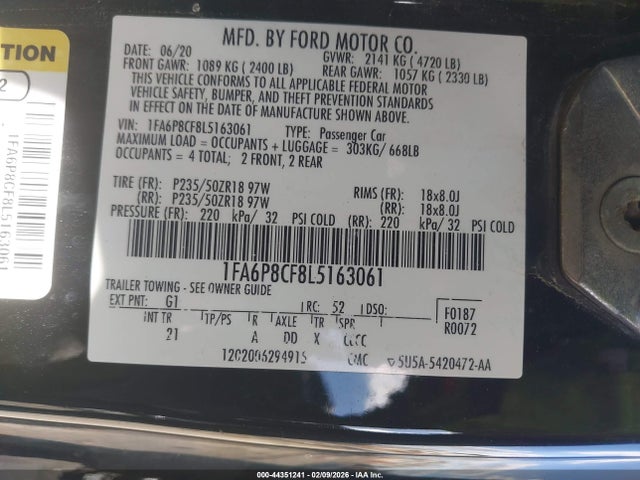 MFD. BY FORD MOTOR CO.
DATE: 06/20 GVWR: 2141 KG ( 4720 LB)
FRONT GAWR: 1089 KG ( 2400 LB) REAR GAWR: 1057 KG ( 2330 LB)
THIS VEHICLE CONFORMS TO ALL APPLICABLE FEDERAL MOTOR
VEHICLE SAFETY, BUMPER, AND THEFT PREVENTION STANDARDS
IN EFFECT ON THE DATE OF MANUFACTURE SHOWN ABOVE.
VIN: 1FA6P8CF8L5163061 TYPE: Passenger Car
MAXIMUM LOAD = OCCUPANTS + LUGGAGE = 303KG/ 668LB
OCCUPANTS = 4 TOTAL; 2 FRONT, 2 REAR
TIRE (FR): P235/50ZR18 97W RIMS (FR): 18x8.0J
(RR): P235/50ZR18 97W (RR): 18x8.0J
PRESSURE (FR): 220 kPa/ 32 PSI COLD (RR): 220 kPa/ 32 PSI COLD
1FA6P8CF8L5163061
TRAILER TOWING - SEE OWNER GUIDE
EXT PNT: G1 RC: 52 DSO: F0187
INT TR TP/PS R AXLE TR SPR R0072
21 A DD X
5U5A-5420472-AA
2
1FA6P8CF8L5163061
000-44351241 - 02/09/2026 - IAA, Inc.